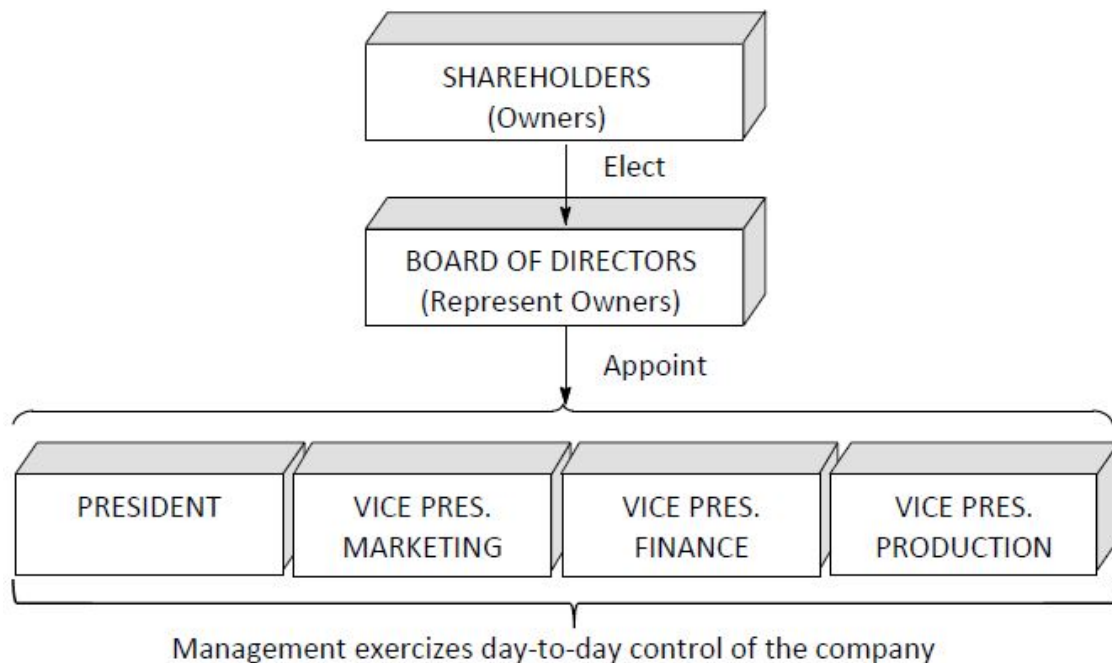 SHAREHOLDERS
(Owners)
Elect
BOARD OF DIRECTORS
(Represent Owners)
Appoint
PRESIDENT
VICE PRES.
MARKETING
VICE PRES.
FINANCE
VICE PRES.
PRODUCTION
Management exercizes day-to-day control of the company